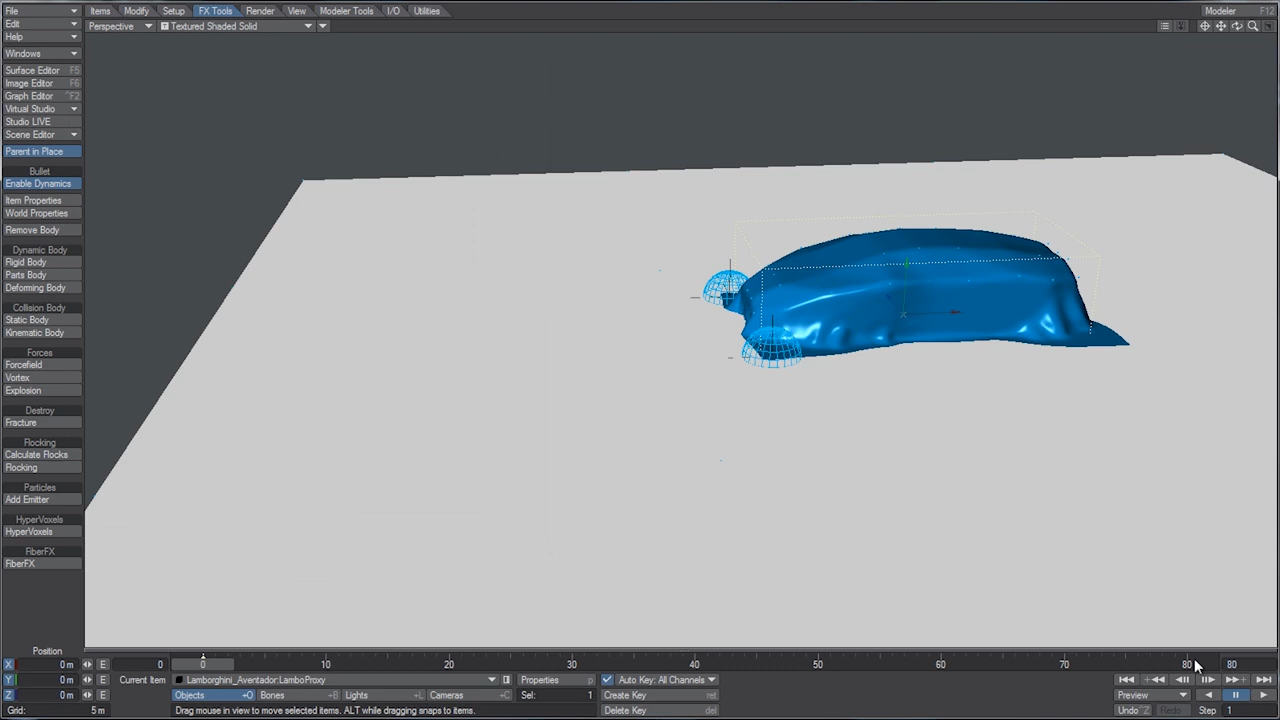 File Items Modify Setup FX Tools Render View Modeler Tools I/O Utilities Modeler F12
Edit Perspective T Textured Shaded Solid
Help
Windows
Surface Editor F5
Image Editor F6
Graph Editor ^F2
Virtual Studio
Studio LIVE
Scene Editor
Parent in Place
Bullet
Enable Dynamics
Item Properties
World Properties
Remove Body
Dynamic Body
Rigid Body
Parts Body
Deforming Body
Collision Body
Static Body
Kinematic Body
Forces
Forcefield
Vortex
Explosion
Destroy
Fracture
Flocking
Calculate Flocks
Flocking
Particles
Add Emitter
HyperVoxels
HyperVoxels
FiberFX
FiberFX
Position
X 0 m E 0 0 10 20 30 40 50 60 70 80 80
Y 0 m E Current Item Lamborghini_Aventador:LamboProxy Properties p Auto Key: All Channels
Z 0 m E Objects +O Bones +B Lights +L Cameras +C Sel: 1 Create Key ret Preview
Grid: 5 m Drag mouse in view to move selected items. ALT while dragging snaps to items. Delete Key del Undo ^Z Redo Step 1